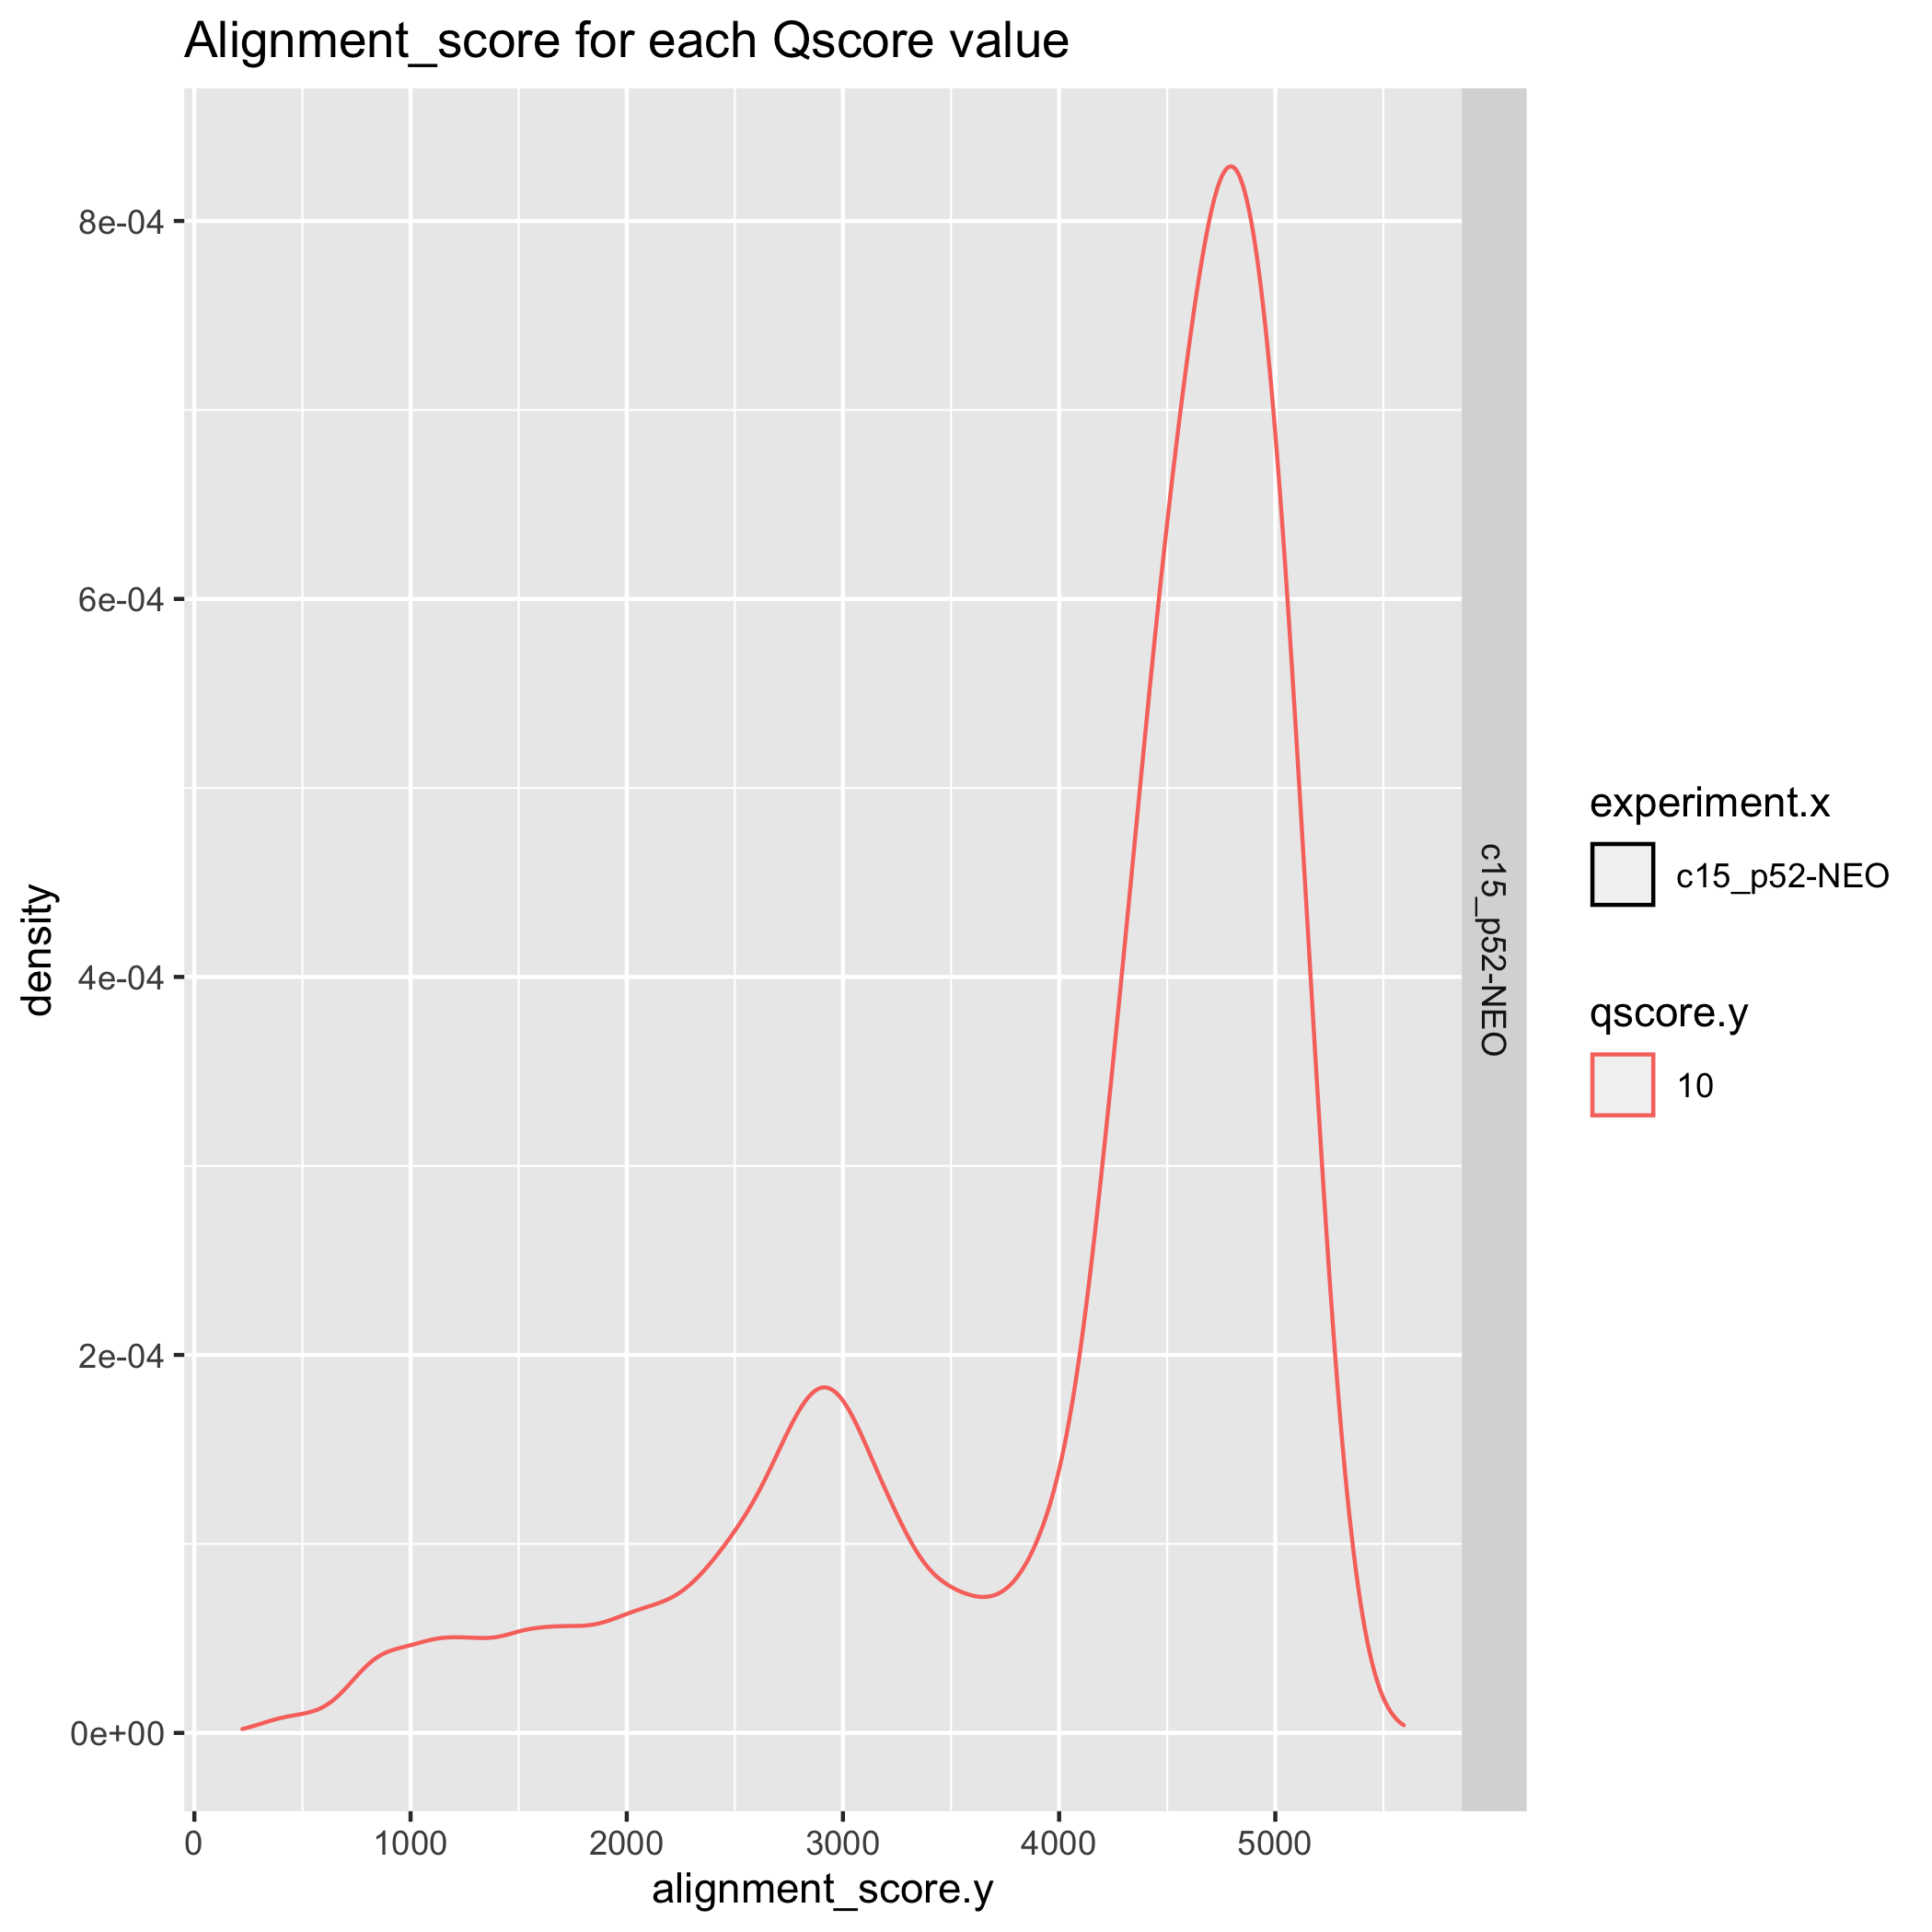 Alignment_score for each Qscore value
density
8e-04
6e-04
4e-04
2e-04
0e+00
0
1000
2000
3000
4000
5000
alignment_score.y
c15_p52-NEO
experiment.x
c15_p52-NEO
qscore.y
10